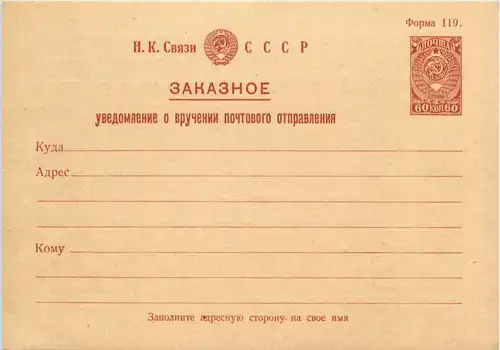 Форма 119.
Н. К. Связи СССР
ПОЧТА
60 КОП 60
ЗАКАЗНОЕ
уведомление о вручении почтового отправления
Куда
Адрес
Кому
Заполните адресную сторону на свое имя